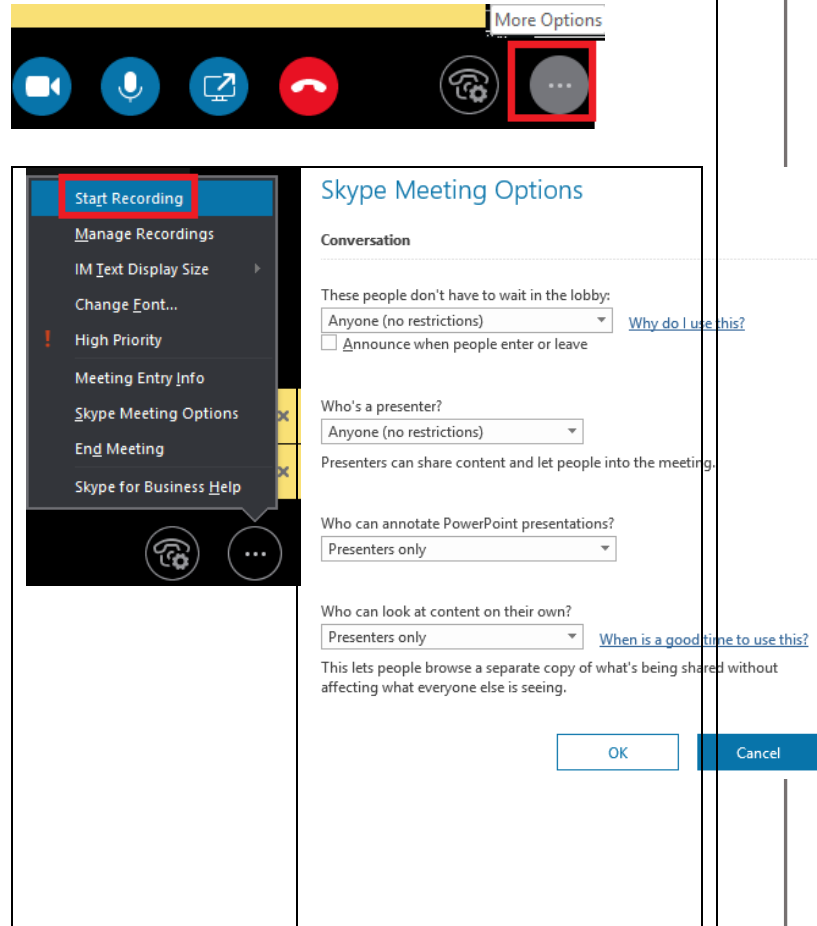 More Options
Start Recording
Manage Recordings
IM Text Display Size
Change Font...
! High Priority
Meeting Entry Info
Skype Meeting Options
End Meeting
Skype for Business Help
Skype Meeting Options
Conversation
These people don't have to wait in the lobby:
Anyone (no restrictions) Why do I use this?
Announce when people enter or leave
Who's a presenter?
Anyone (no restrictions)
Presenters can share content and let people into the meeting.
Who can annotate PowerPoint presentations?
Presenters only
Who can look at content on their own?
Presenters only When is a good time to use this?
This lets people browse a separate copy of what's being shared without
affecting what everyone else is seeing.
OK Cancel